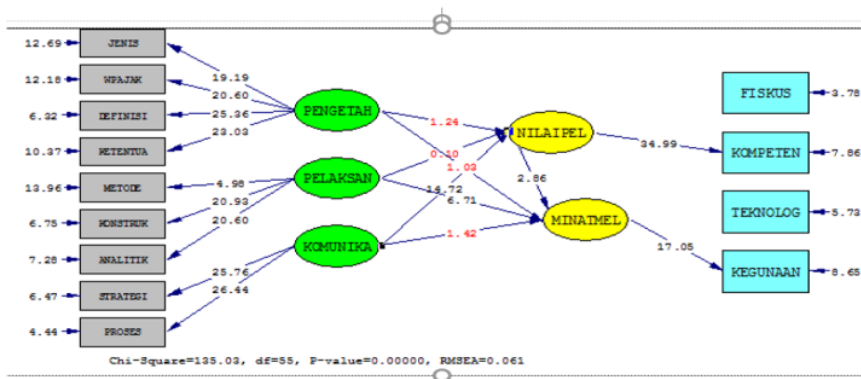 12.69 JENIS
12.18 WPAJAK
6.32 DEFINISI
10.37 KETENTUA
13.96 METODE
6.75 KONSTRUK
7.28 ANALITIK
6.47 STRATEGI
4.44 PROSES
19.19
20.60
25.36
23.03
4.98
20.93
20.60
25.76
26.44
PENGETAH
PELAKSAN
KOMUNIKA
1.24
0.10
1.03
14.72
6.71
1.42
NILAIPEL
2.86
MINATMEL
34.99
17.05
FISKUS 3.78
KOMPETEN 7.86
TEKNOLOG 5.73
KEGUNAAN 8.65
Chi-Square=135.03, df=55, P-value=0.00000, RMSEA=0.061